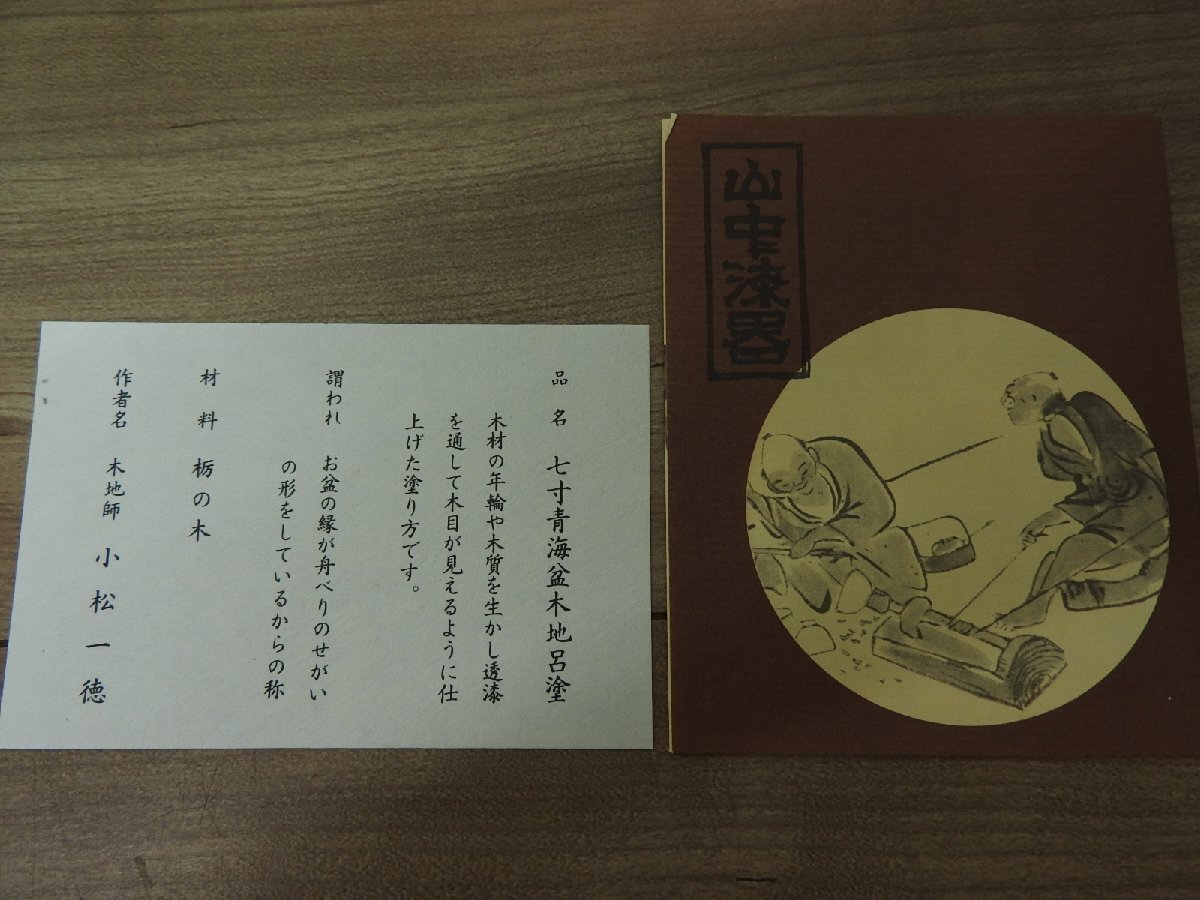 山中漆器
品名 七寸青海盆木地呂塗
木材の年輪や木質を生かし透漆
を通して木目が見えるように仕
上げた塗り方です。
謂われ お盆の縁が舟べりのせがい
の形をしているからの称
材料 栃の木
作者名 木地師 小松一徳